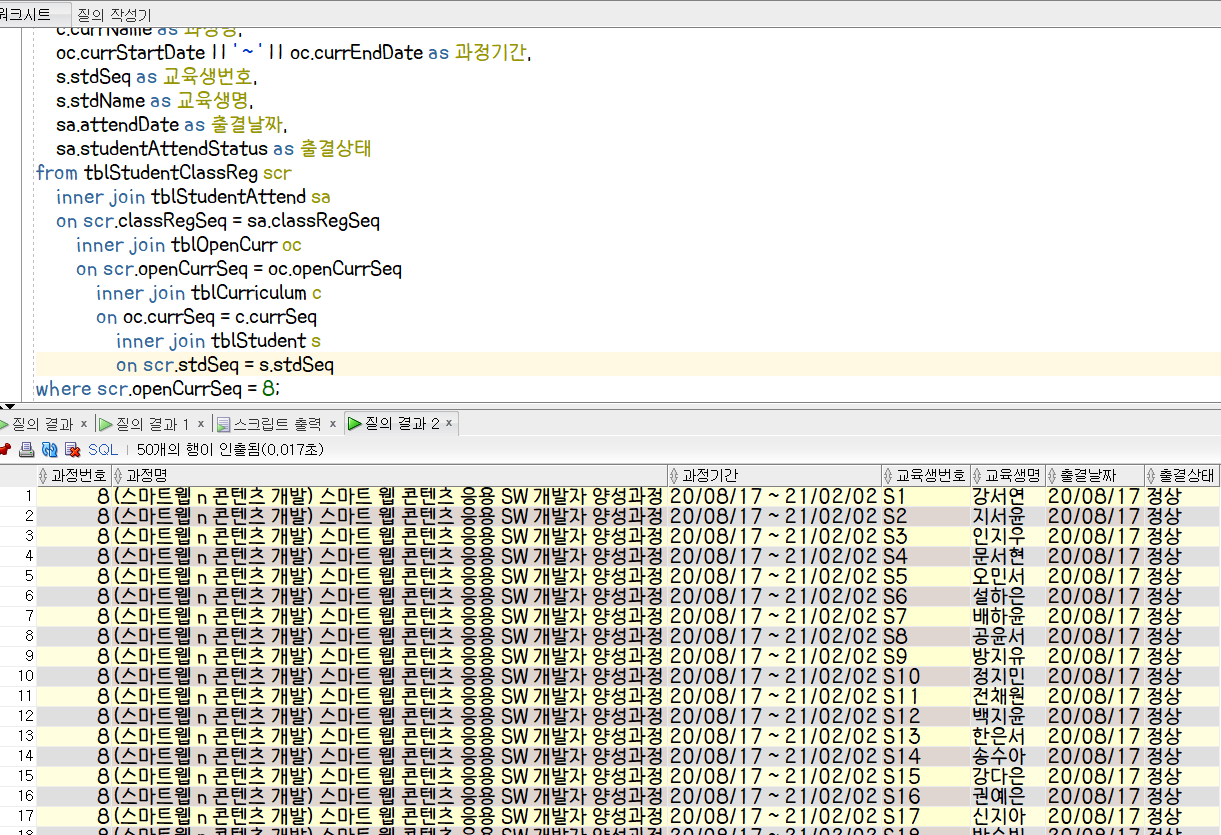 워크시트 질의 작성기
c.currName as 과정명,
oc.currStartDate || '~' || oc.currEndDate as 과정기간,
s.stdSeq as 교육생번호,
s.stdName as 교육생명,
sa.attendDate as 출결날짜,
sa.studentAttendStatus as 출결상태
from tblStudentClassReg scr
inner join tblStudentAttend sa
on scr.classRegSeq = sa.classRegSeq
inner join tblOpenCurr oc
on scr.openCurrSeq = oc.openCurrSeq
inner join tblCurriculum c
on oc.currSeq = c.currSeq
inner join tblStudent s
on scr.stdSeq = s.stdSeq
where scr.openCurrSeq = 8;
질의 결과 x 질의 결과 1 x 스크립트 출력 x 질의 결과 2 x
SQL | 50개의 행이 인출됨(0,017초)
과정번호 과정명 과정기간 교육생번호 교육생명 출결날짜 출결상태
1 8 (스마트웹 n 콘텐츠 개발) 스마트 웹 콘텐츠 응용 SW 개발자 양성과정 20/08/17 ~ 21/02/02 S1 강서연 20/08/17 정상
2 8 (스마트웹 n 콘텐츠 개발) 스마트 웹 콘텐츠 응용 SW 개발자 양성과정 20/08/17 ~ 21/02/02 S2 지서윤 20/08/17 정상
3 8 (스마트웹 n 콘텐츠 개발) 스마트 웹 콘텐츠 응용 SW 개발자 양성과정 20/08/17 ~ 21/02/02 S3 인지우 20/08/17 정상
4 8 (스마트웹 n 콘텐츠 개발) 스마트 웹 콘텐츠 응용 SW 개발자 양성과정 20/08/17 ~ 21/02/02 S4 문서현 20/08/17 정상
5 8 (스마트웹 n 콘텐츠 개발) 스마트 웹 콘텐츠 응용 SW 개발자 양성과정 20/08/17 ~ 21/02/02 S5 오민서 20/08/17 정상
6 8 (스마트웹 n 콘텐츠 개발) 스마트 웹 콘텐츠 응용 SW 개발자 양성과정 20/08/17 ~ 21/02/02 S6 설하은 20/08/17 정상
7 8 (스마트웹 n 콘텐츠 개발) 스마트 웹 콘텐츠 응용 SW 개발자 양성과정 20/08/17 ~ 21/02/02 S7 배하윤 20/08/17 정상
8 8 (스마트웹 n 콘텐츠 개발) 스마트 웹 콘텐츠 응용 SW 개발자 양성과정 20/08/17 ~ 21/02/02 S8 공윤서 20/08/17 정상
9 8 (스마트웹 n 콘텐츠 개발) 스마트 웹 콘텐츠 응용 SW 개발자 양성과정 20/08/17 ~ 21/02/02 S9 방지유 20/08/17 정상
10 8 (스마트웹 n 콘텐츠 개발) 스마트 웹 콘텐츠 응용 SW 개발자 양성과정 20/08/17 ~ 21/02/02 S10 정지민 20/08/17 정상
11 8 (스마트웹 n 콘텐츠 개발) 스마트 웹 콘텐츠 응용 SW 개발자 양성과정 20/08/17 ~ 21/02/02 S11 전채원 20/08/17 정상
12 8 (스마트웹 n 콘텐츠 개발) 스마트 웹 콘텐츠 응용 SW 개발자 양성과정 20/08/17 ~ 21/02/02 S12 백지윤 20/08/17 정상
13 8 (스마트웹 n 콘텐츠 개발) 스마트 웹 콘텐츠 응용 SW 개발자 양성과정 20/08/17 ~ 21/02/02 S13 한은서 20/08/17 정상
14 8 (스마트웹 n 콘텐츠 개발) 스마트 웹 콘텐츠 응용 SW 개발자 양성과정 20/08/17 ~ 21/02/02 S14 송수아 20/08/17 정상
15 8 (스마트웹 n 콘텐츠 개발) 스마트 웹 콘텐츠 응용 SW 개발자 양성과정 20/08/17 ~ 21/02/02 S15 강다은 20/08/17 정상
16 8 (스마트웹 n 콘텐츠 개발) 스마트 웹 콘텐츠 응용 SW 개발자 양성과정 20/08/17 ~ 21/02/02 S16 권예은 20/08/17 정상
17 8 (스마트웹 n 콘텐츠 개발) 스마트 웹 콘텐츠 응용 SW 개발자 양성과정 20/08/17 ~ 21/02/02 S17 신지아 20/08/17 정상